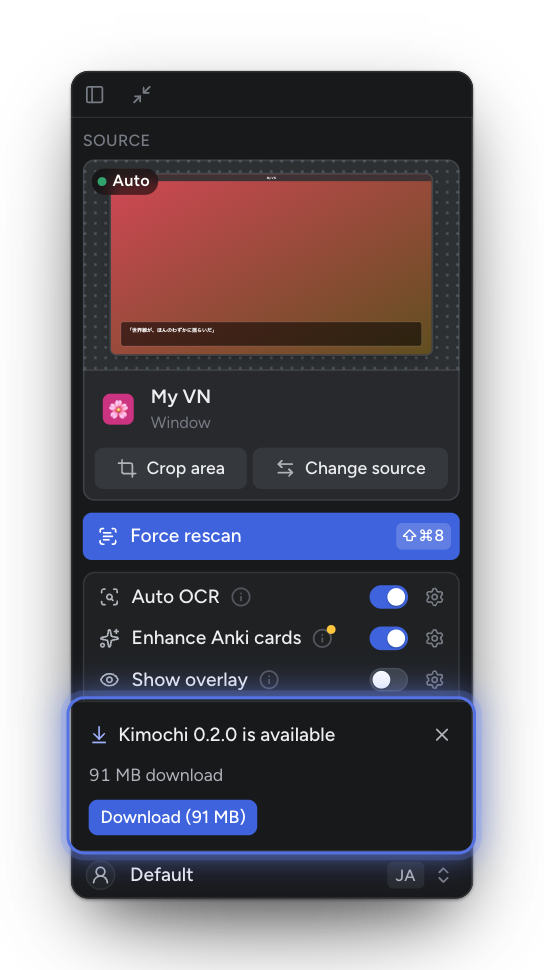 SOURCE
Auto
My VN
「世界線が、ほんのわずかに揺らいだ」
My VN
Window
Crop area
Change source
Force rescan
⇧⌘8
Auto OCR
Enhance Anki cards
Show overlay
Kimochi 0.2.0 is available
91 MB download
Download (91 MB)
Default
JA